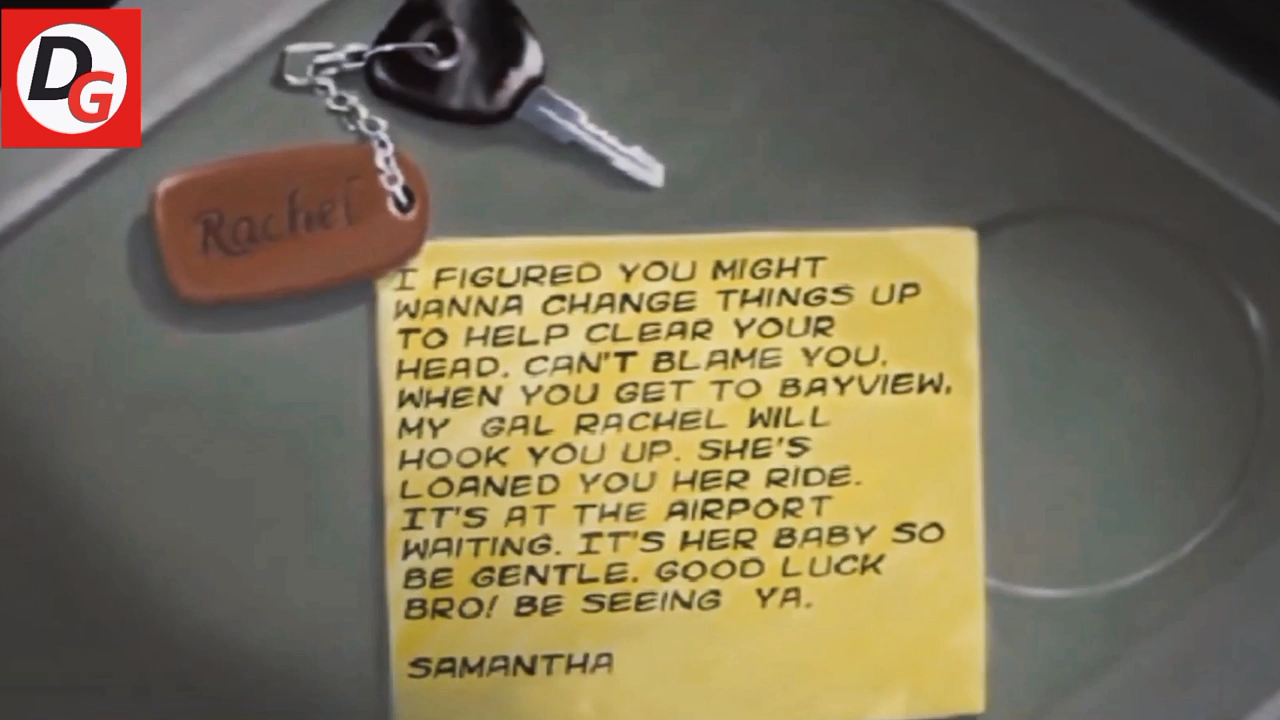 DG
Rachel
I FIGURED YOU MIGHT
WANNA CHANGE THINGS UP
TO HELP CLEAR YOUR
HEAD. CAN'T BLAME YOU.
WHEN YOU GET TO BAYVIEW,
MY GAL RACHEL WILL
HOOK YOU UP. SHE'S
LOANED YOU HER RIDE.
IT'S AT THE AIRPORT
WAITING. IT'S HER BABY SO
BE GENTLE. GOOD LUCK
BRO! BE SEEING YA.
SAMANTHA